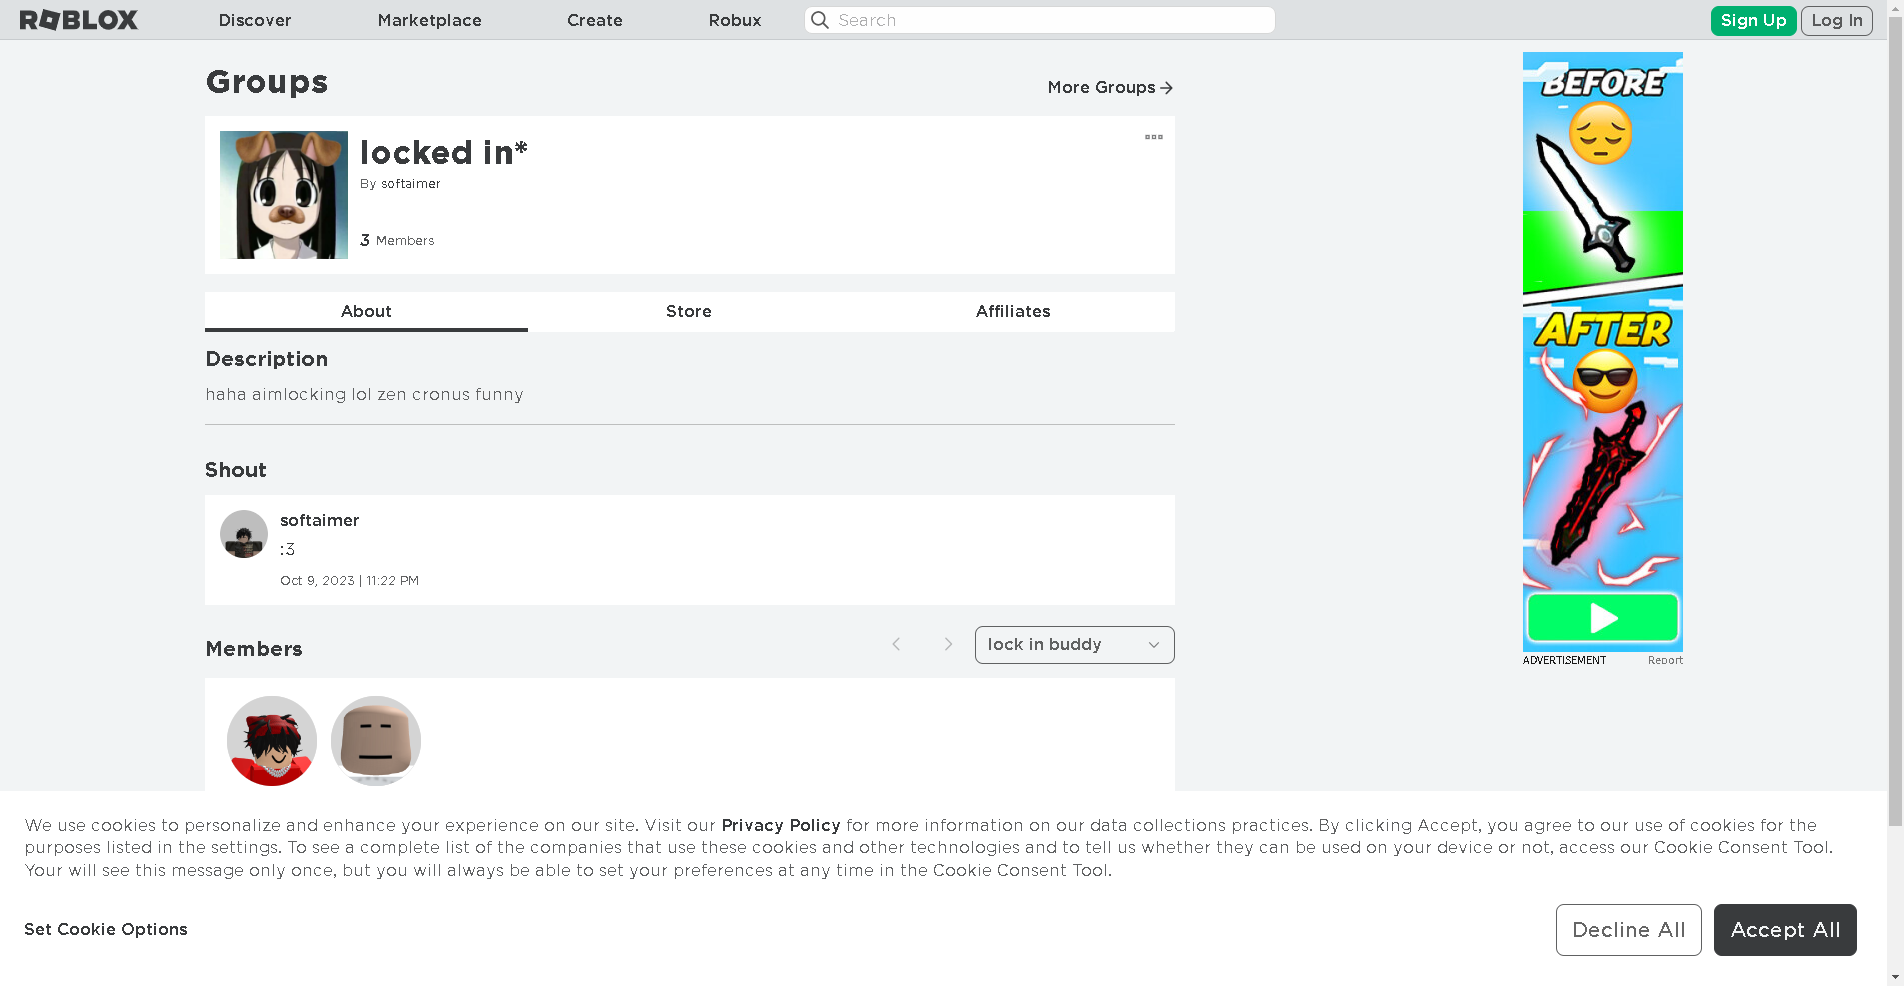 ROBLOX Discover Marketplace Create Robux Search Sign Up Log In
Groups
More Groups
locked in*
By softaimer
3 Members
About Store Affiliates
Description
haha aimlocking lol zen cronus funny
Shout
softaimer
:3
Oct 9, 2023 | 11:22 PM
Members
lock in buddy
BEFORE
AFTER
ADVERTISEMENT Report
We use cookies to personalize and enhance your experience on our site. Visit our Privacy Policy for more information on our data collections practices. By clicking Accept, you agree to our use of cookies for the
purposes listed in the settings. To see a complete list of the companies that use these cookies and other technologies and to tell us whether they can be used on your device or not, access our Cookie Consent Tool.
Your will see this message only once, but you will always be able to set your preferences at any time in the Cookie Consent Tool.
Set Cookie Options
Decline All
Accept All